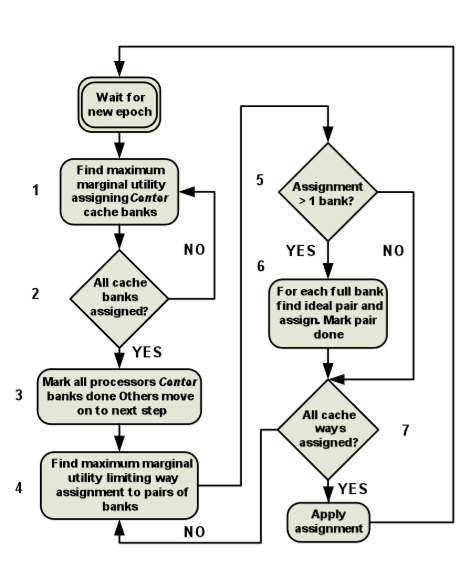 Wait for
new epoch
1
Find maximum
marginal utility
assigning Contor
cache banks
NO
2
All cache
banks
assigned?
YES
3
Mark all processors Contor
banks done Others move
on to next step
4
Find maximum marginal
utility limiting way
assignment to pairs of
banks
NO
5
Assignment
> 1 bank?
YES
NO
6
For each full bank
find ideal pair and
assign. Mark pair
done
All cache
ways
assigned?
7
YES
Apply
assignment